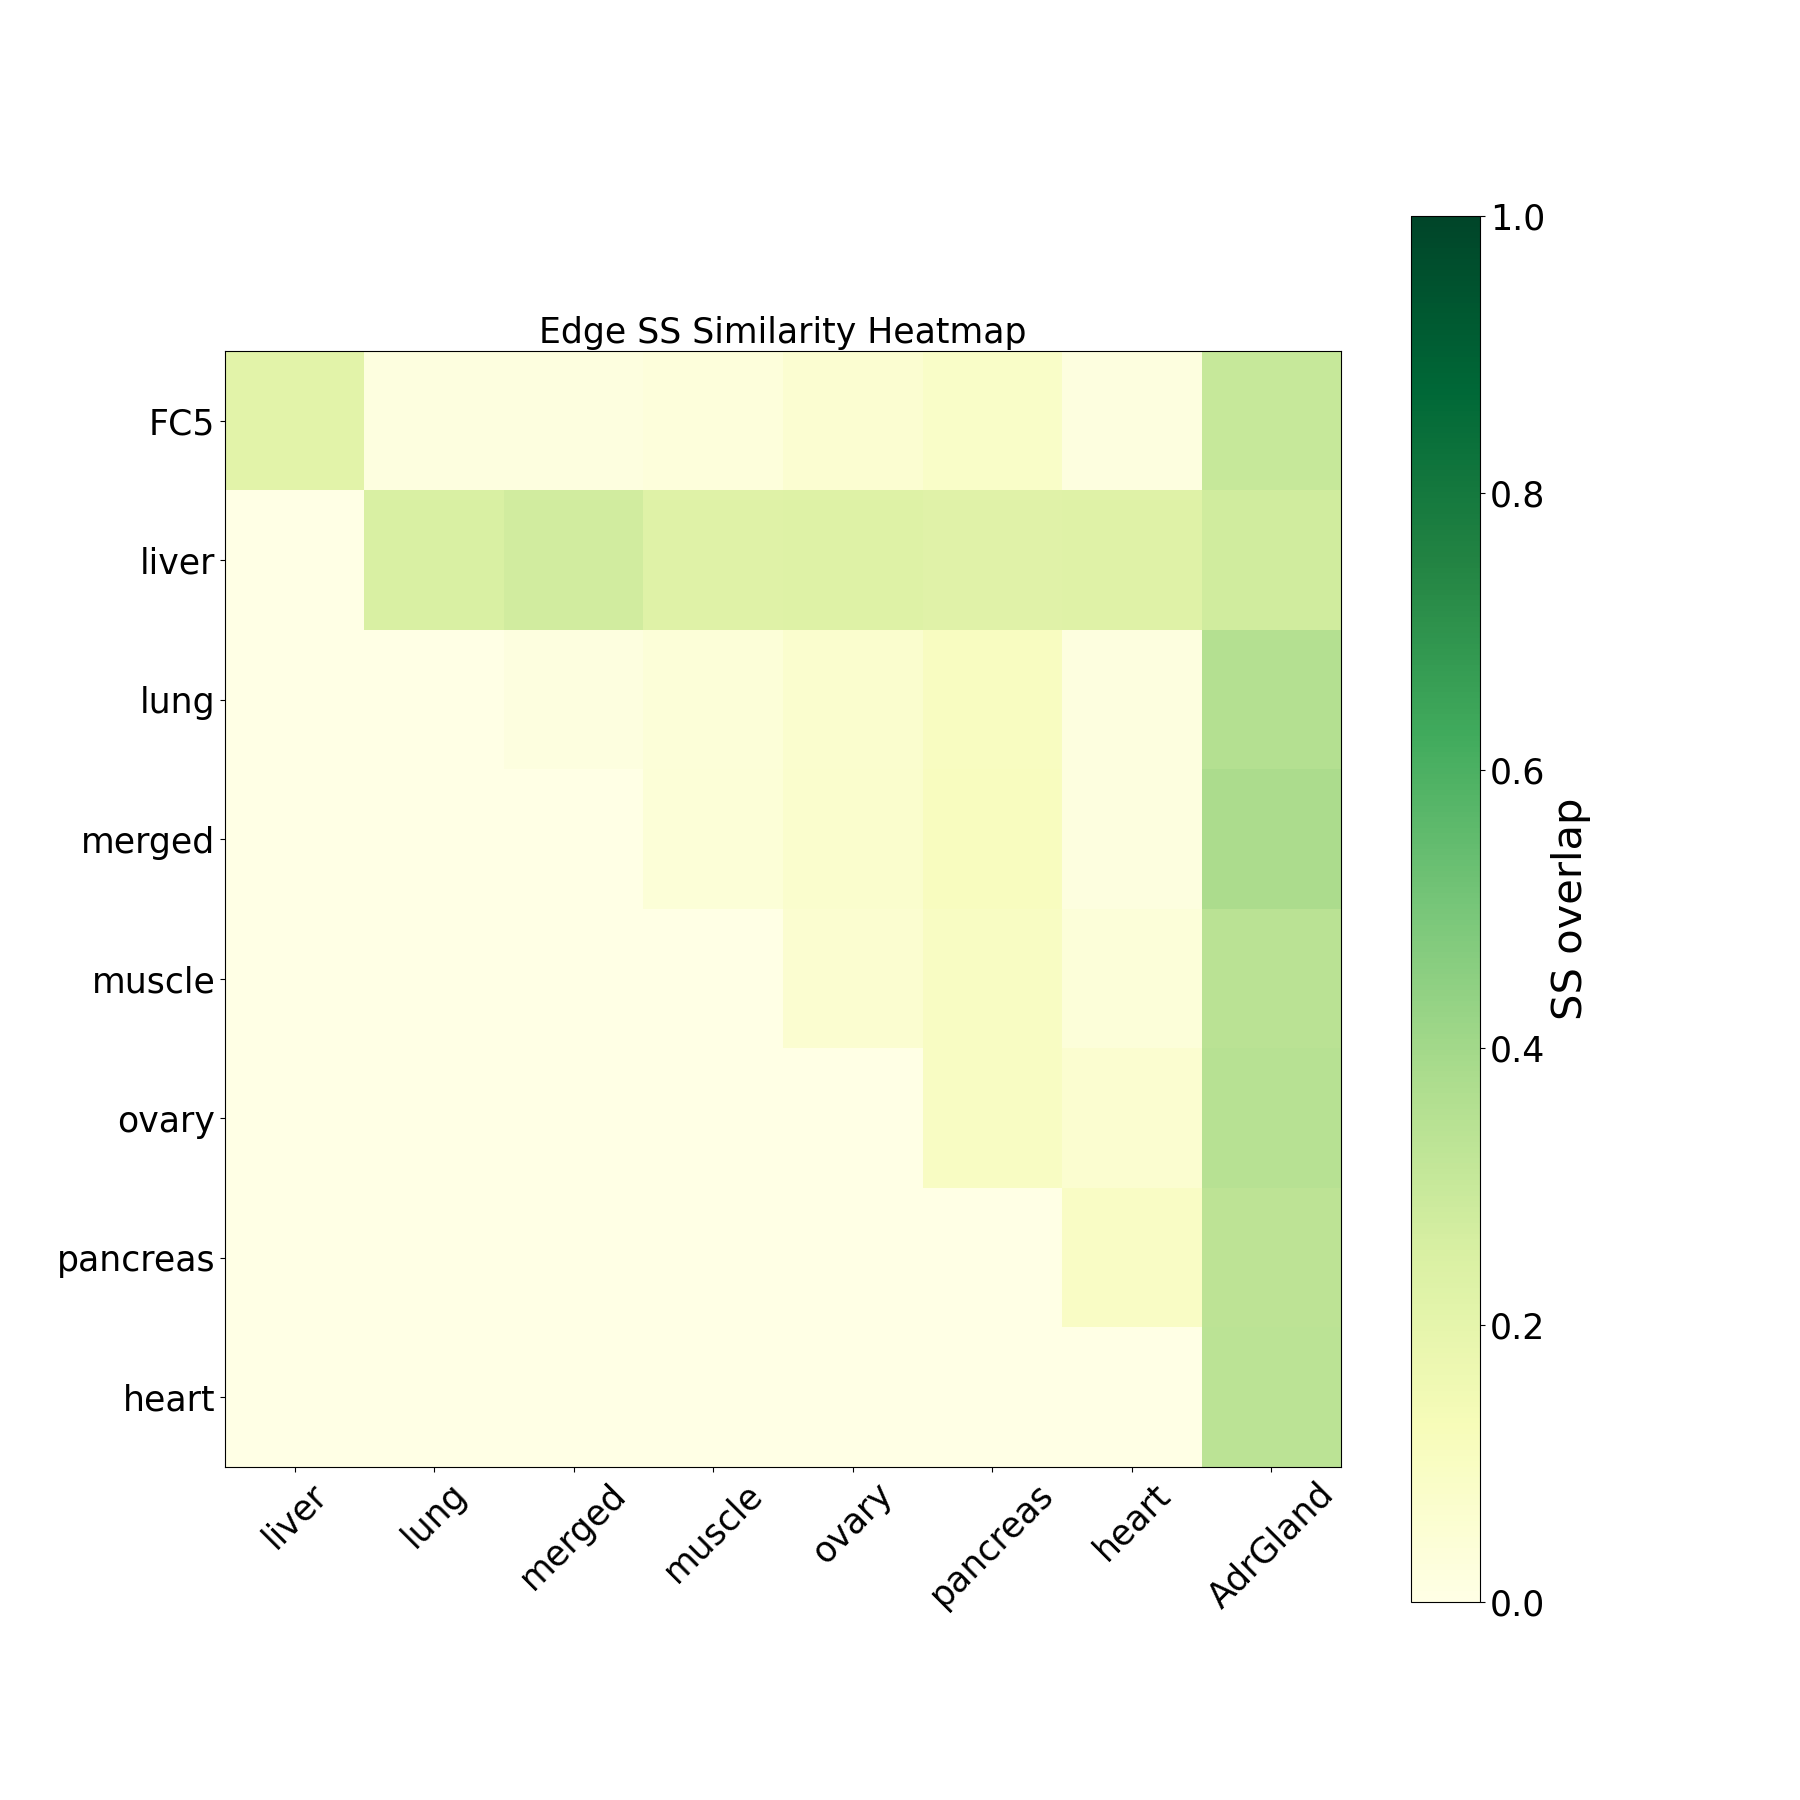 Edge SS Similarity Heatmap
FC5
liver
lung
merged
muscle
ovary
pancreas
heart
liver
lung
merged
muscle
ovary
pancreas
heart
AdrGland
1.0
0.8
0.6
0.4
0.2
0.0
SS overlap